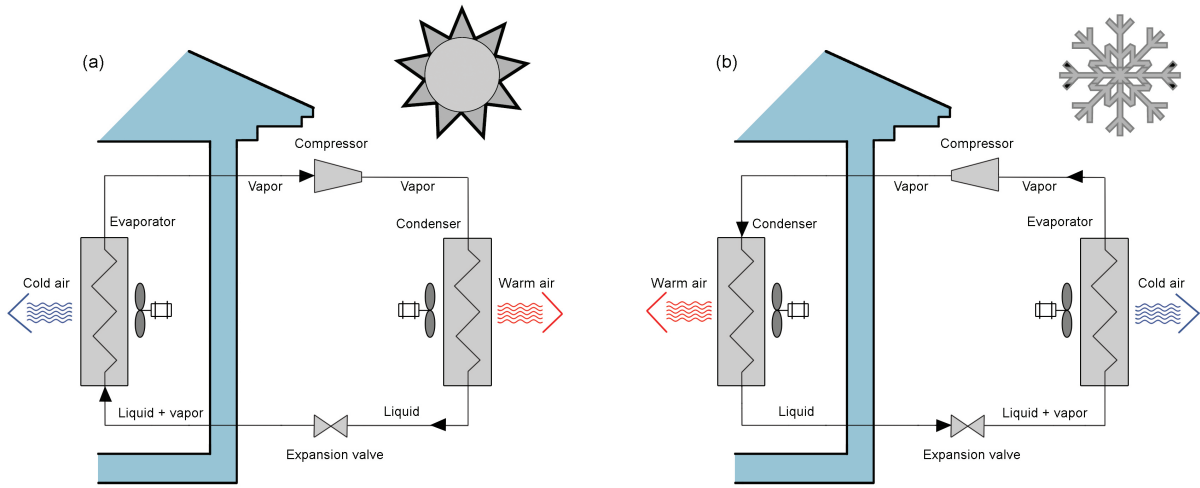 (a)
Compressor
Vapor
Vapor
Evaporator
Condenser
Cold air
Warm air
Liquid + vapor
Liquid
Expansion valve
(b)
Compressor
Vapor
Vapor
Condenser
Evaporator
Warm air
Cold air
Liquid
Liquid + vapor
Expansion valve